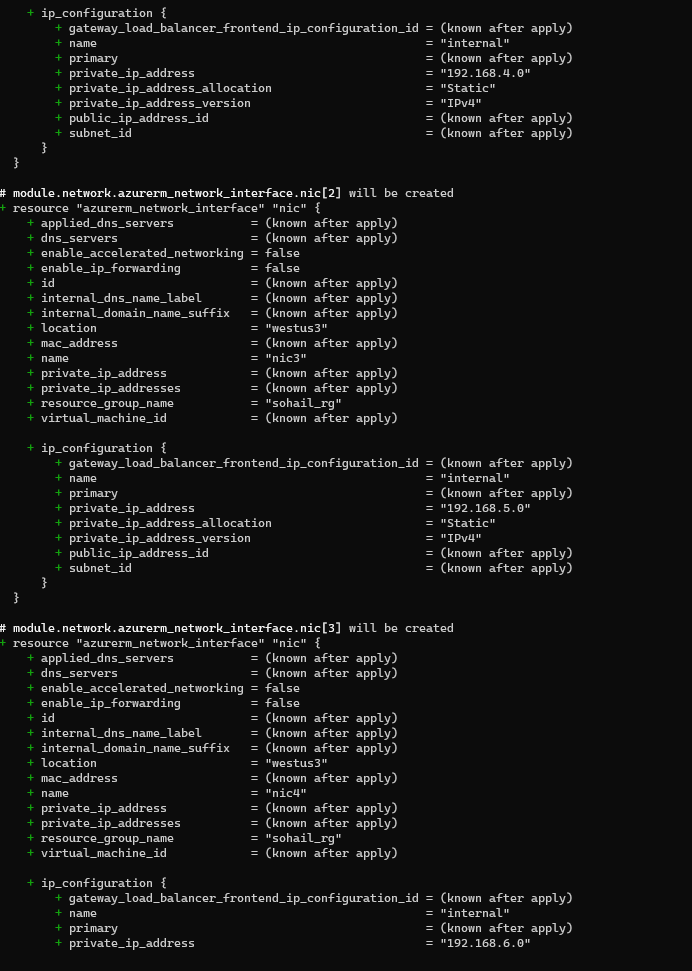 + ip_configuration {
+ gateway_load_balancer_frontend_ip_configuration_id = (known after apply)
+ name = "internal"
+ primary = (known after apply)
+ private_ip_address = "192.168.4.0"
+ private_ip_address_allocation = "Static"
+ private_ip_address_version = "IPv4"
+ public_ip_address_id = (known after apply)
+ subnet_id = (known after apply)
}
}
# module.network.azurerm_network_interface.nic[2] will be created
+ resource "azurerm_network_interface" "nic" {
+ applied_dns_servers = (known after apply)
+ dns_servers = (known after apply)
+ enable_accelerated_networking = false
+ enable_ip_forwarding = false
+ id = (known after apply)
+ internal_dns_name_label = (known after apply)
+ internal_domain_name_suffix = (known after apply)
+ location = "westus3"
+ mac_address = (known after apply)
+ name = "nic3"
+ private_ip_address = (known after apply)
+ private_ip_addresses = (known after apply)
+ resource_group_name = "sohail_rg"
+ virtual_machine_id = (known after apply)
+ ip_configuration {
+ gateway_load_balancer_frontend_ip_configuration_id = (known after apply)
+ name = "internal"
+ primary = (known after apply)
+ private_ip_address = "192.168.5.0"
+ private_ip_address_allocation = "Static"
+ private_ip_address_version = "IPv4"
+ public_ip_address_id = (known after apply)
+ subnet_id = (known after apply)
}
}
# module.network.azurerm_network_interface.nic[3] will be created
+ resource "azurerm_network_interface" "nic" {
+ applied_dns_servers = (known after apply)
+ dns_servers = (known after apply)
+ enable_accelerated_networking = false
+ enable_ip_forwarding = false
+ id = (known after apply)
+ internal_dns_name_label = (known after apply)
+ internal_domain_name_suffix = (known after apply)
+ location = "westus3"
+ mac_address = (known after apply)
+ name = "nic4"
+ private_ip_address = (known after apply)
+ private_ip_addresses = (known after apply)
+ resource_group_name = "sohail_rg"
+ virtual_machine_id = (known after apply)
+ ip_configuration {
+ gateway_load_balancer_frontend_ip_configuration_id = (known after apply)
+ name = "internal"
+ primary = (known after apply)
+ private_ip_address = "192.168.6.0"